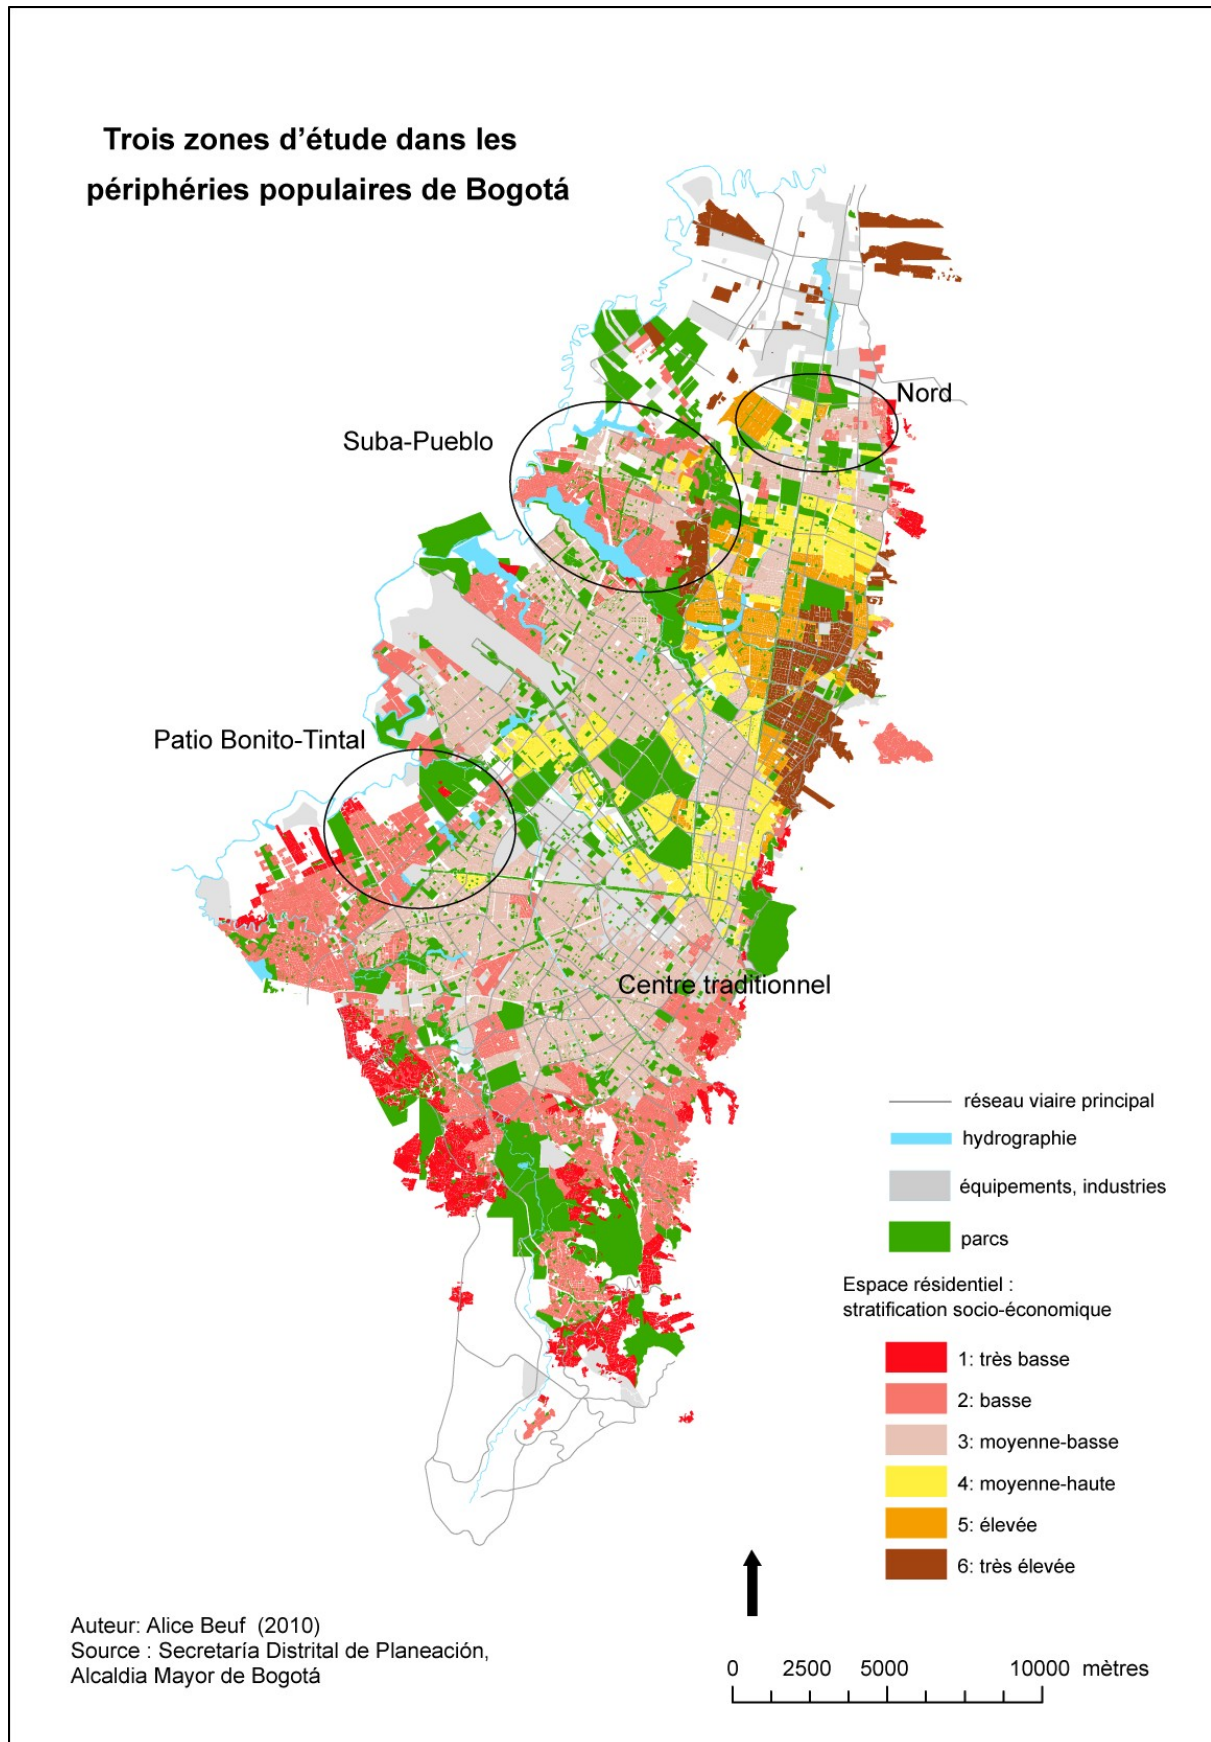 Trois zones d'étude dans les
périphéries populaires de Bogotá
Nord
Suba-Pueblo
Patio Bonito-Tintal
Centre traditionnel
réseau viaire principal
hydrographie
équipements, industries
parcs
Espace résidentiel :
stratification socio-économique
1: très basse
2: basse
3: moyenne-basse
4: moyenne-haute
5: élevée
6: très élevée
Auteur: Alice Beuf (2010)
Source : Secretaría Distrital de Planeación,
Alcaldia Mayor de Bogotá
0 2500 5000 10000 mètres